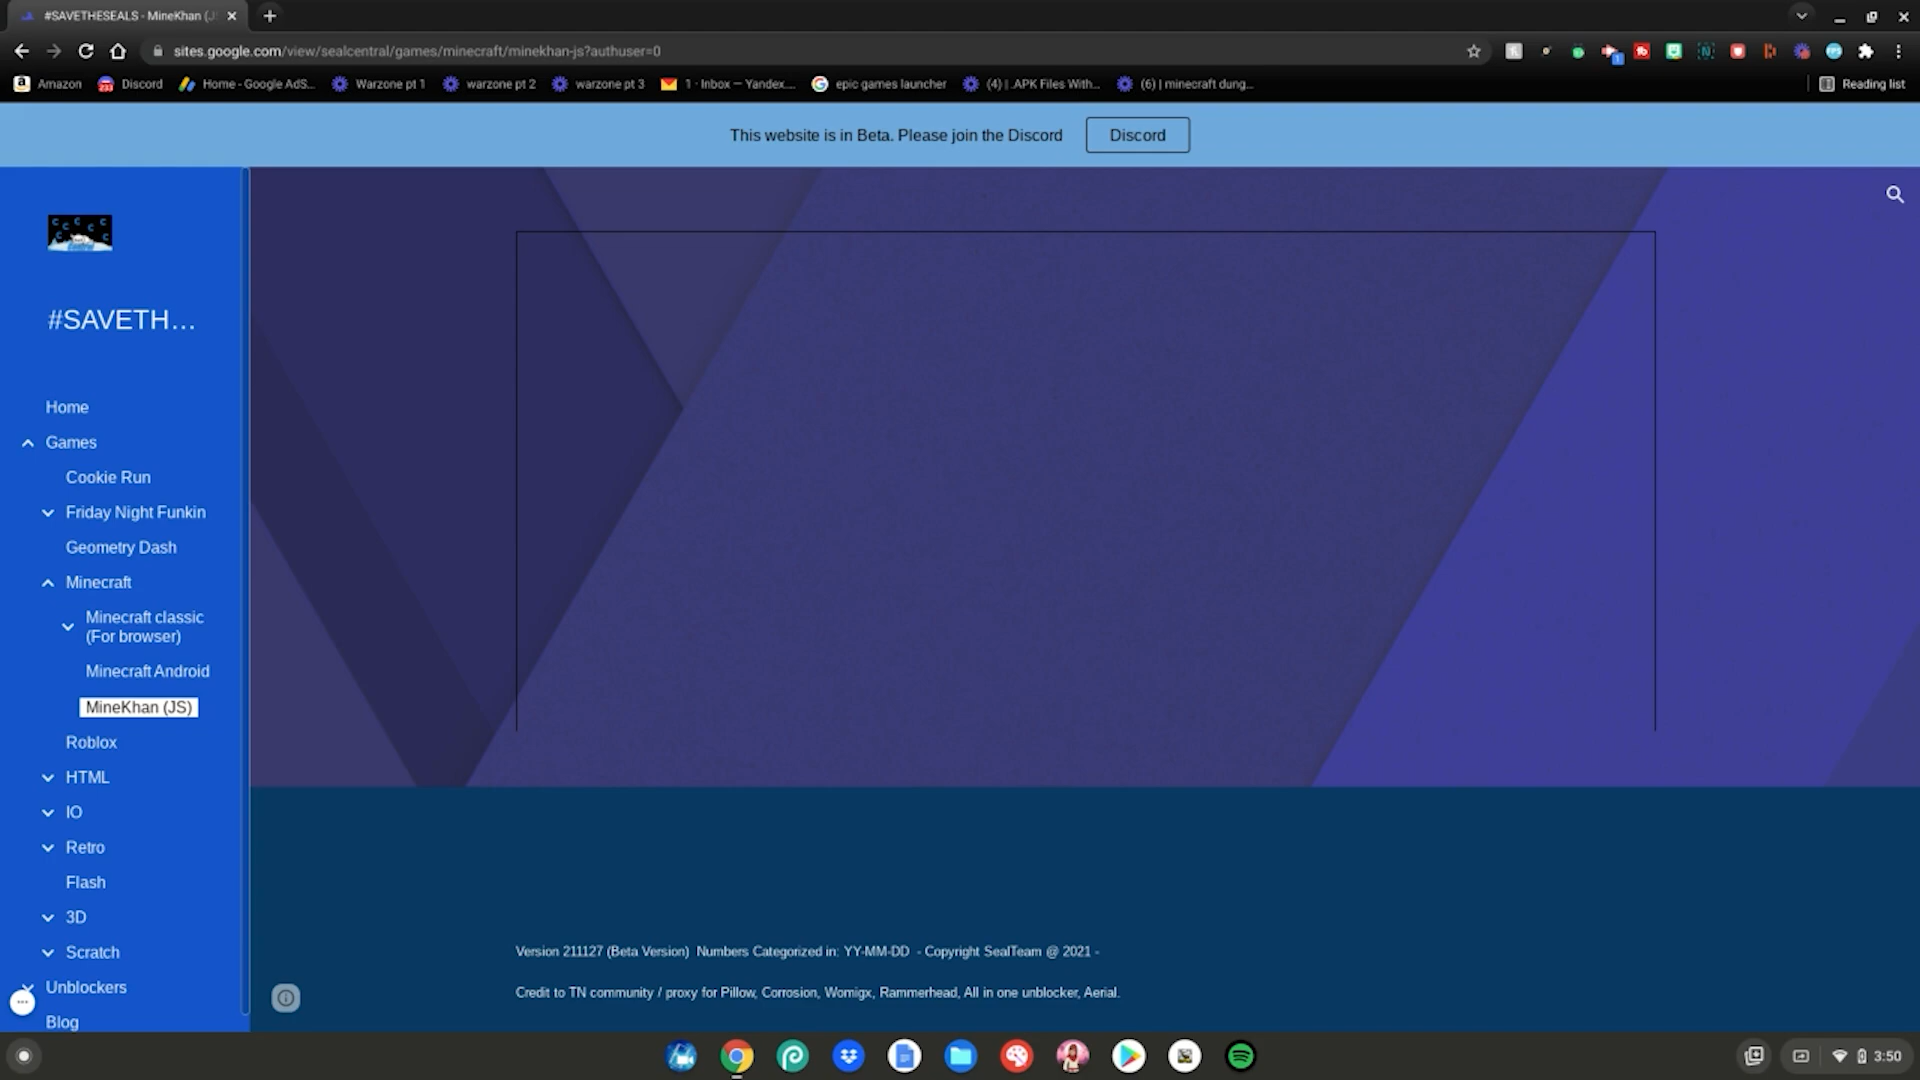 #SAVETHESEALS - MineKhan (J
sites.google.com/view/sealcentral/games/minecraft/minekhan-js?authuser=0
Amazon
Discord
Home - Google AdS...
Warzone pt 1
warzone pt 2
warzone pt 3
1 · Inbox — Yandex....
epic games launcher
(4) | .APK Files With...
(6) | minecraft dung...
Reading list
This website is in Beta. Please join the Discord
Discord
#SAVETH...
Home
Games
Cookie Run
Friday Night Funkin
Geometry Dash
Minecraft
Minecraft classic
(For browser)
Minecraft Android
MineKhan (JS)
Roblox
HTML
IO
Retro
Flash
3D
Scratch
Unblockers
Blog
Version 211127 (Beta Version)  Numbers Categorized in: YY-MM-DD  - Copyright SealTeam @ 2021 -
Credit to TN community / proxy for Pillow, Corrosion, Womigx, Rammerhead, All in one unblocker, Aerial.
3:50